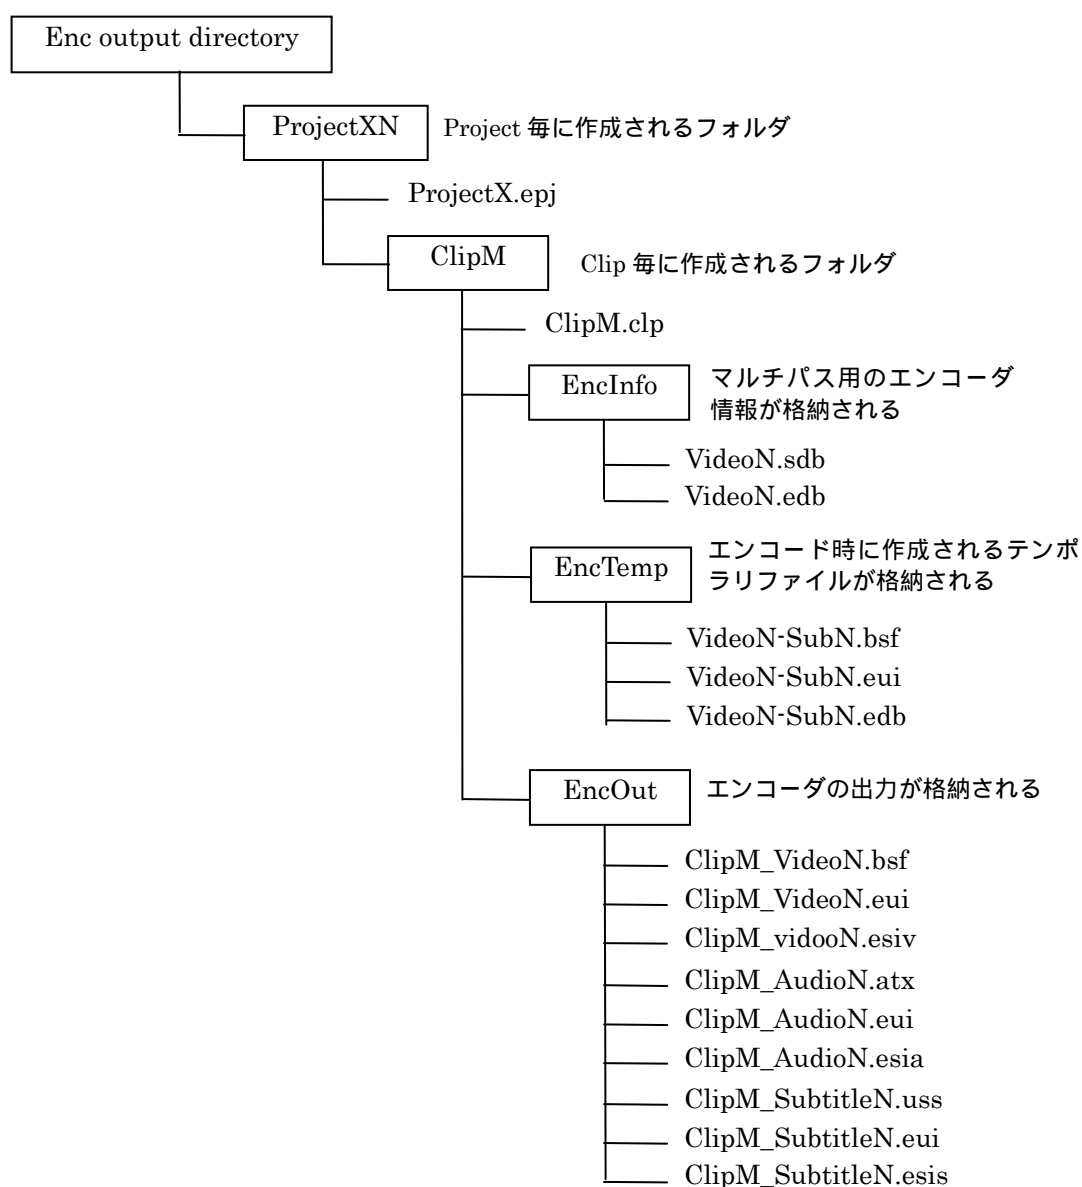 Enc output directory
ProjectXN
Project 毎に作成されるフォルダ
ProjectX.epj
ClipM
Clip 毎に作成されるフォルダ
ClipM.clp
EncInfo
マルチパス用のエンコーダ
情報が格納される
VideoN.sdb
VideoN.edb
EncTemp
エンコード時に作成されるテンポ
ラリファイルが格納される
VideoN-SubN.bsf
VideoN-SubN.eui
VideoN-SubN.edb
EncOut
エンコーダの出力が格納される
ClipM_VideoN.bsf
ClipM_VideoN.eui
ClipM_vidooN.esiv
ClipM_AudioN.atx
ClipM_AudioN.eui
ClipM_AudioN.esia
ClipM_SubtitleN.uss
ClipM_SubtitleN.eui
ClipM_SubtitleN.esis